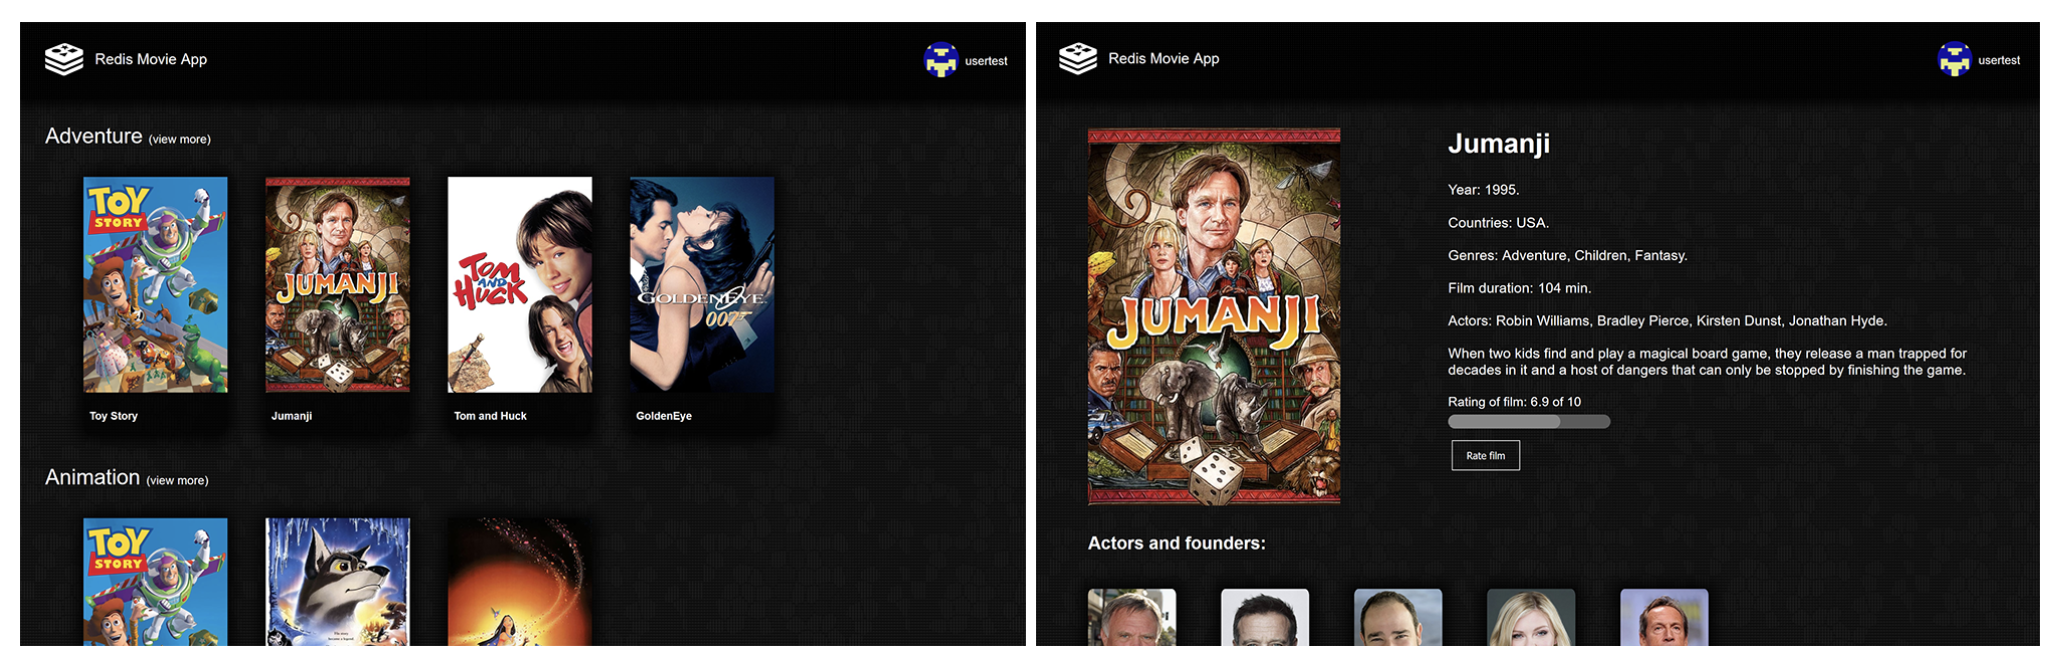 Redis Movie App
usertest
Adventure (view more)
TOY
STORY
JUMANJI
TOM
AND
HUCK
GOLDENEYE
007
Toy Story
Jumanji
Tom and Huck
GoldenEye
Animation (view more)
TOY
STORY
Redis Movie App
usertest
JUMANJI
Jumanji
Year: 1995.
Countries: USA.
Genres: Adventure, Children, Fantasy.
Film duration: 104 min.
Actors: Robin Williams, Bradley Pierce, Kirsten Dunst, Jonathan Hyde.
When two kids find and play a magical board game, they release a man trapped for
decades in it and a host of dangers that can only be stopped by finishing the game.
Rating of film: 6.9 of 10
Rate film
Actors and founders: